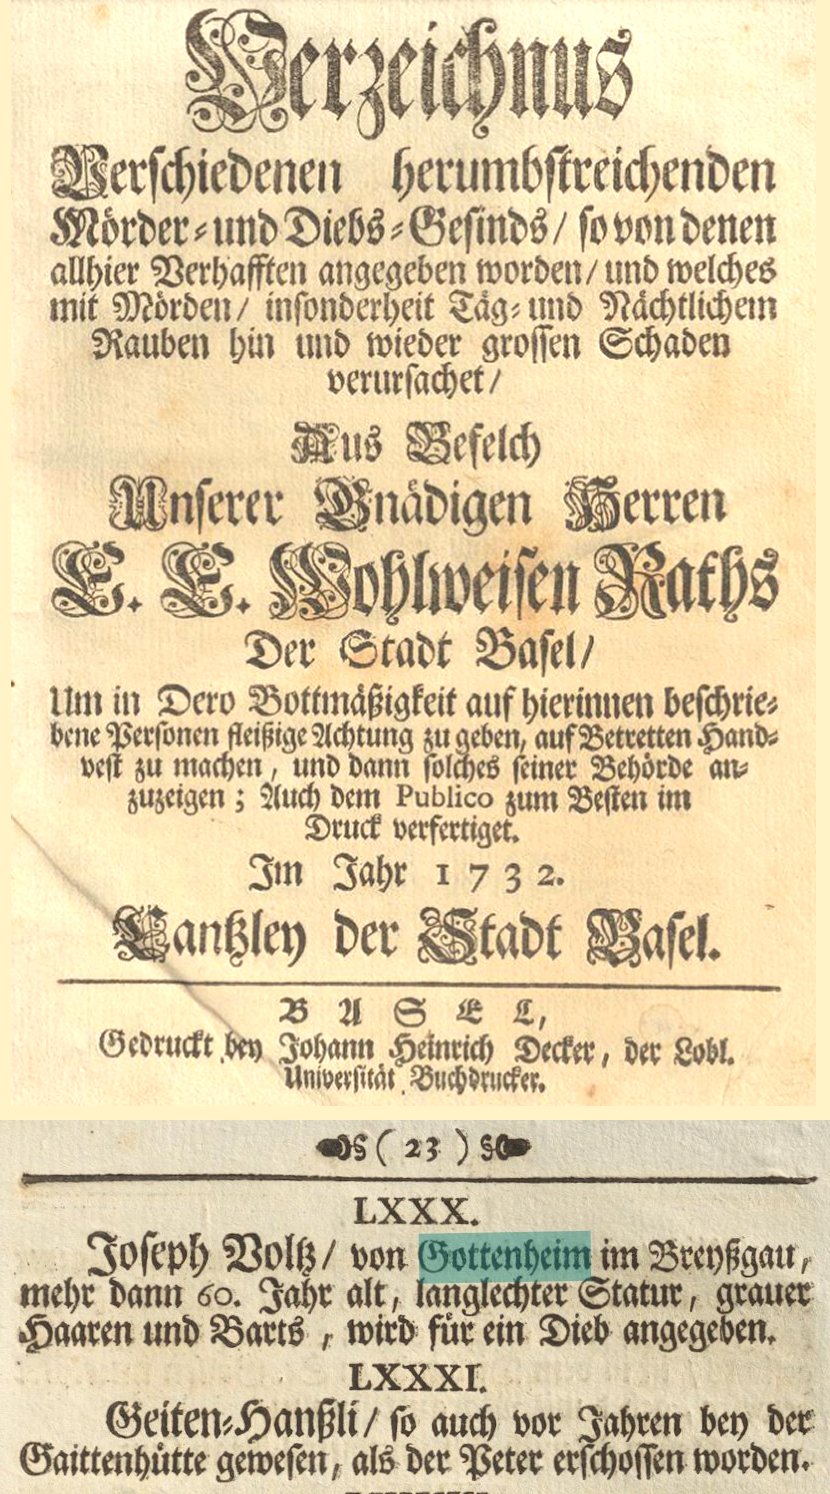 Verzeichnus
Verschiedenen herumbstreichenden
Mörder- und Diebs-Gesinds/ so von denen
allhier Verhafften angegeben worden/ und welches
mit Mörden/ insonderheit Täg- und Nächtlichem
Rauben hin und wieder grossen Schaden
verursachet/
Aus Befelch
Unserer Gnädigen Herren
E. E. Wohlweisen Raths
Der Stadt Basel/
Um in Dero Bottmäßigkeit auf hierinnen beschrie-
bene Personen fleißige Achtung zu geben, auf Betretten Hand-
vest zu machen, und dann solches seiner Behörde an-
zuzeigen; Auch dem Publico zum Besten im
Druck verfertiget.
Im Jahr 1732.
Cantzley der Stadt Basel.
BASEL,
Gedruckt bey Johann Heinrich Decker, der Lobl.
Universität Buchdrucker.
( 23 )
LXXX.
Joseph Voltz/ von Gottenheim im Breyßgau,
mehr dann 60. Jahr alt, langlechter Statur, grauer
Haaren und Barts, wird für ein Dieb angegeben.
LXXXI.
Geiten-Hanßli/ so auch vor Jahren bey der
Gaittenhütte gewesen, als der Peter erschossen worden.